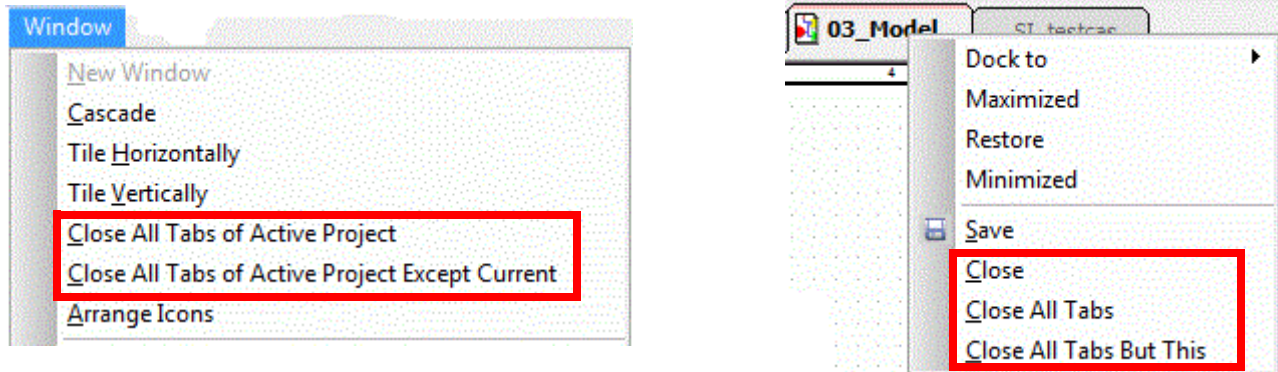 Window
New Window
Cascade
Tile Horizontally
Tile Vertically
Close All Tabs of Active Project
Close All Tabs of Active Project Except Current
Arrange Icons
03_Model
SI_testcas
4
Dock to
Maximized
Restore
Minimized
Save
Close
Close All Tabs
Close All Tabs But This